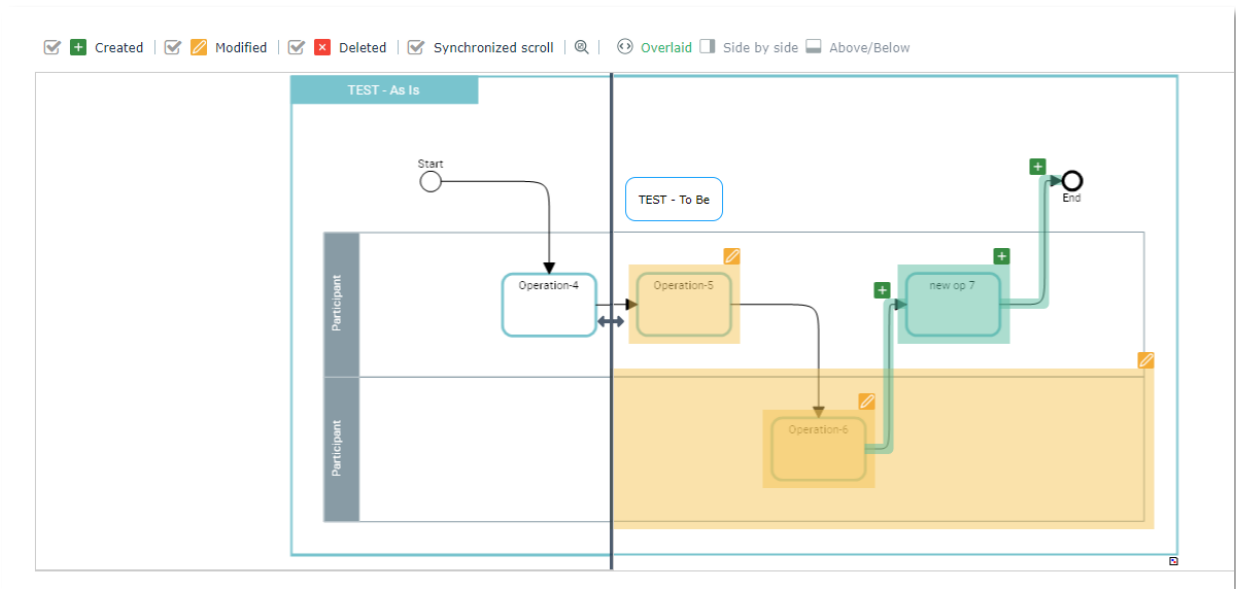 Created | Modified | Deleted | Synchronized scroll | | Overlaid Side by side Above/Below
TEST - As Is
Start
TEST - To Be
End
Participant
Operation-4
Operation-5
new op 7
Participant
Operation-6